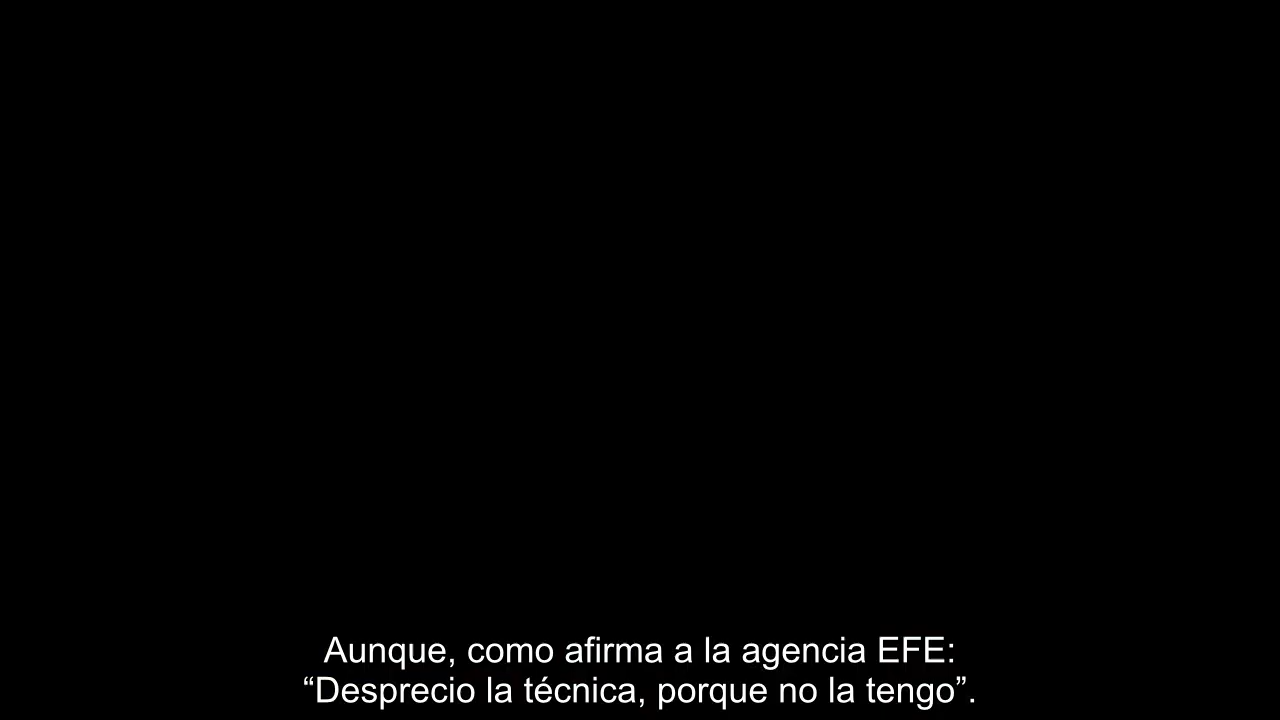 Aunque, como afirma a la agencia EFE:
“Desprecio la técnica, porque no la tengo”.